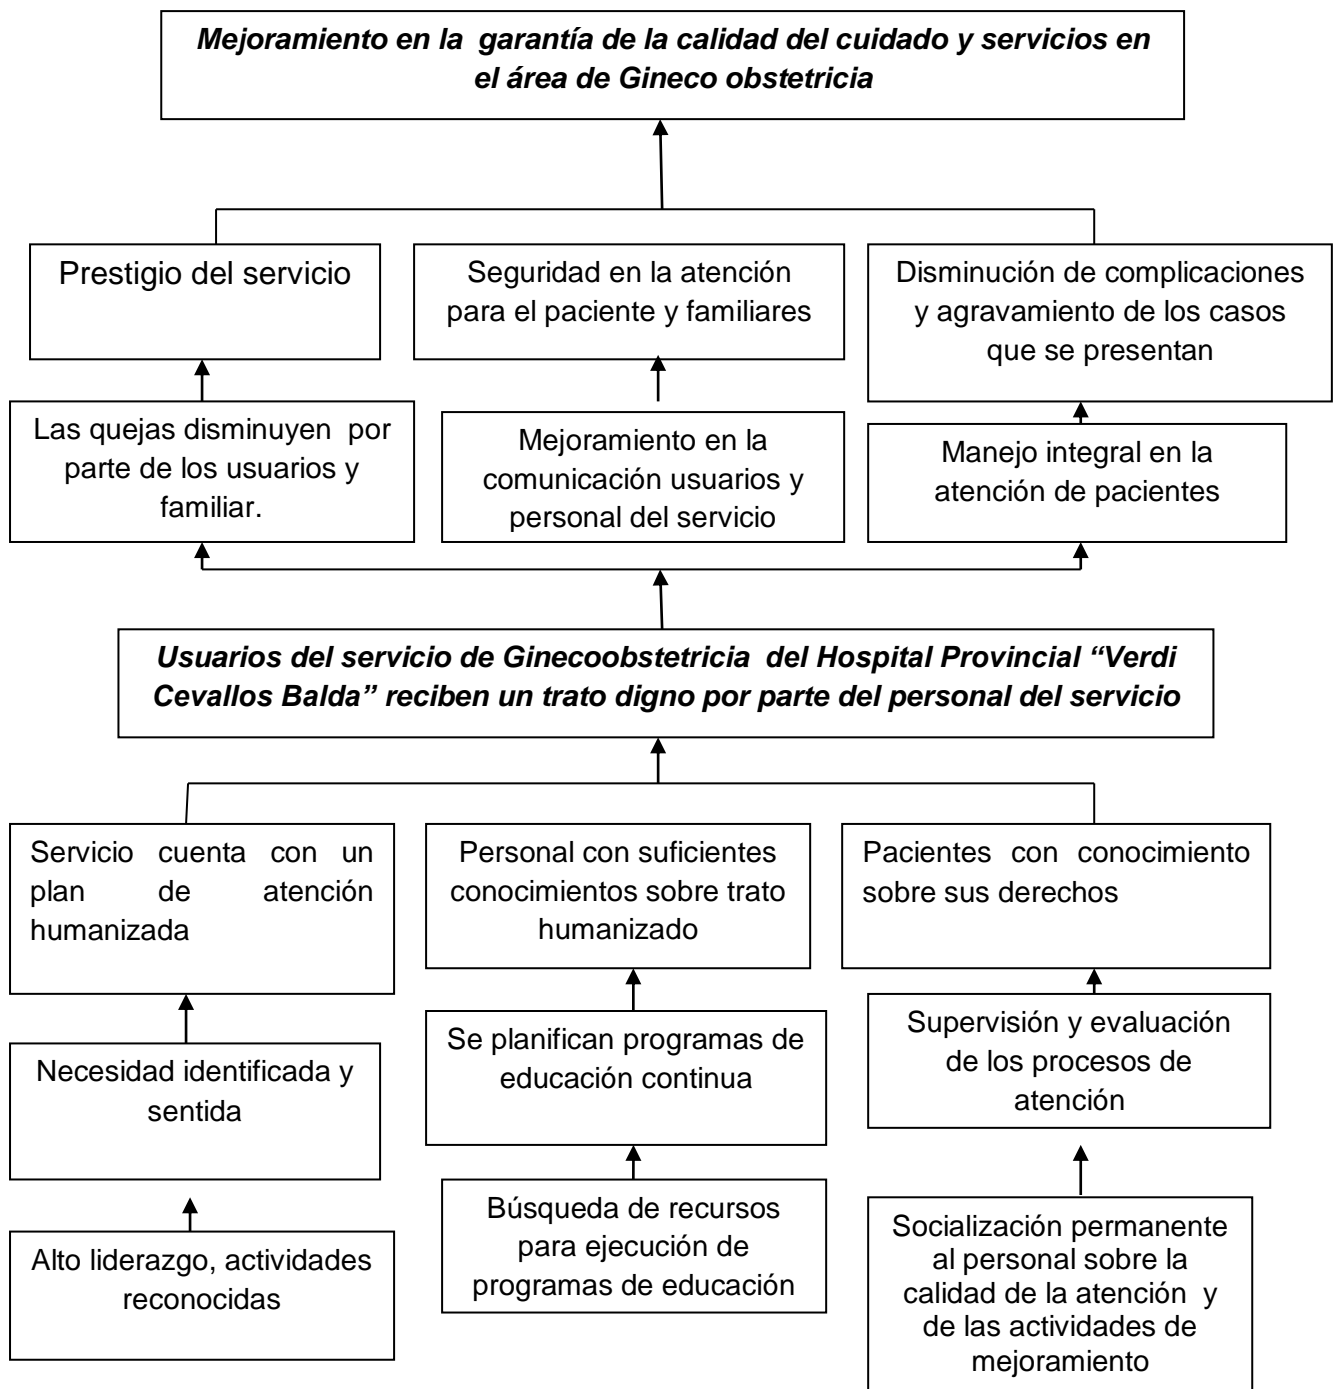 Mejoramiento en la garantía de la calidad del cuidado y servicios en
el área de Gineco obstetricia
Prestigio del servicio
Seguridad en la atención
para el paciente y familiares
Disminución de complicaciones
y agravamiento de los casos
que se presentan
Las quejas disminuyen por
parte de los usuarios y
familiar.
Mejoramiento en la
comunicación usuarios y
personal del servicio
Manejo integral en la
atención de pacientes
Usuarios del servicio de Ginecoobstetricia del Hospital Provincial “Verdi
Cevallos Balda” reciben un trato digno por parte del personal del servicio
Servicio cuenta con un
plan de atención
humanizada
Personal con suficientes
conocimientos sobre trato
humanizado
Pacientes con conocimiento
sobre sus derechos
Necesidad identificada y
sentida
Se planifican programas de
educación continua
Supervisión y evaluación
de los procesos de
atención
Alto liderazgo, actividades
reconocidas
Búsqueda de recursos
para ejecución de
programas de educación
Socialización permanente
al personal sobre la
calidad de la atención y
de las actividades de
mejoramiento